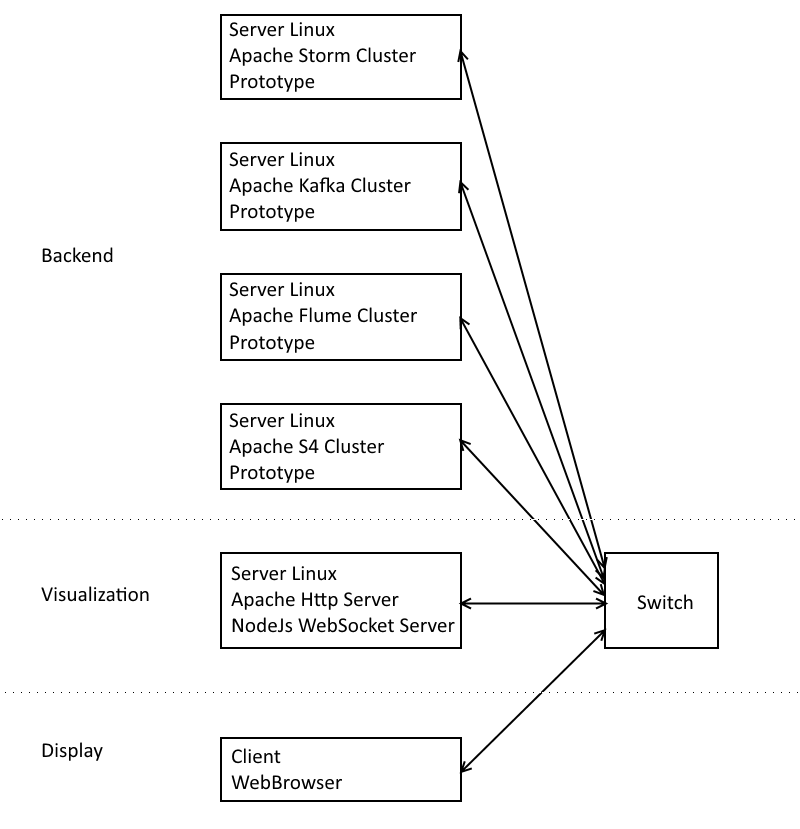 Server Linux
Apache Storm Cluster
Prototype
Server Linux
Apache Kafka Cluster
Prototype
Backend
Server Linux
Apache Flume Cluster
Prototype
Server Linux
Apache S4 Cluster
Prototype
Visualization
Server Linux
Apache Http Server
NodeJs WebSocket Server
Switch
Display
Client
WebBrowser